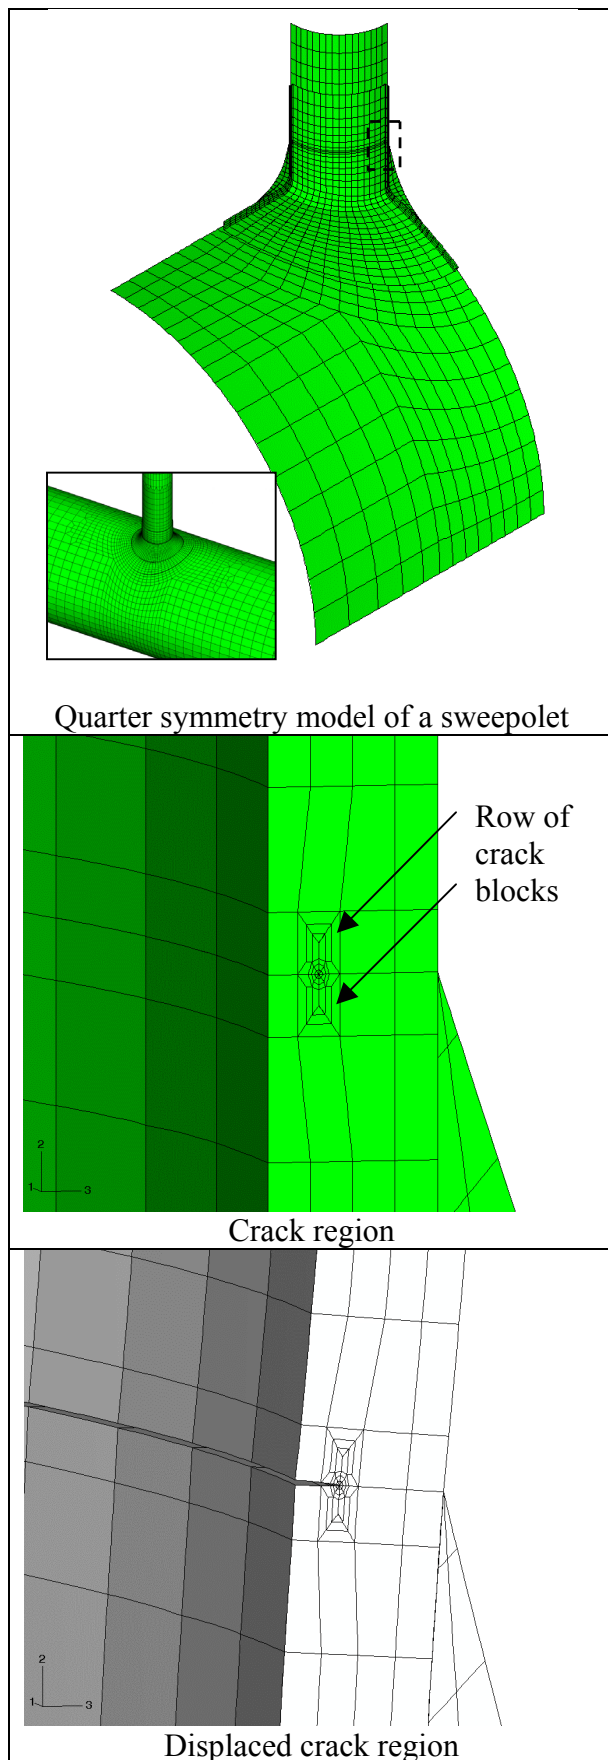 Quarter symmetry model of a sweepolet
Row of
crack
blocks
2
1
3
Crack region
2
1
3
Displaced crack region